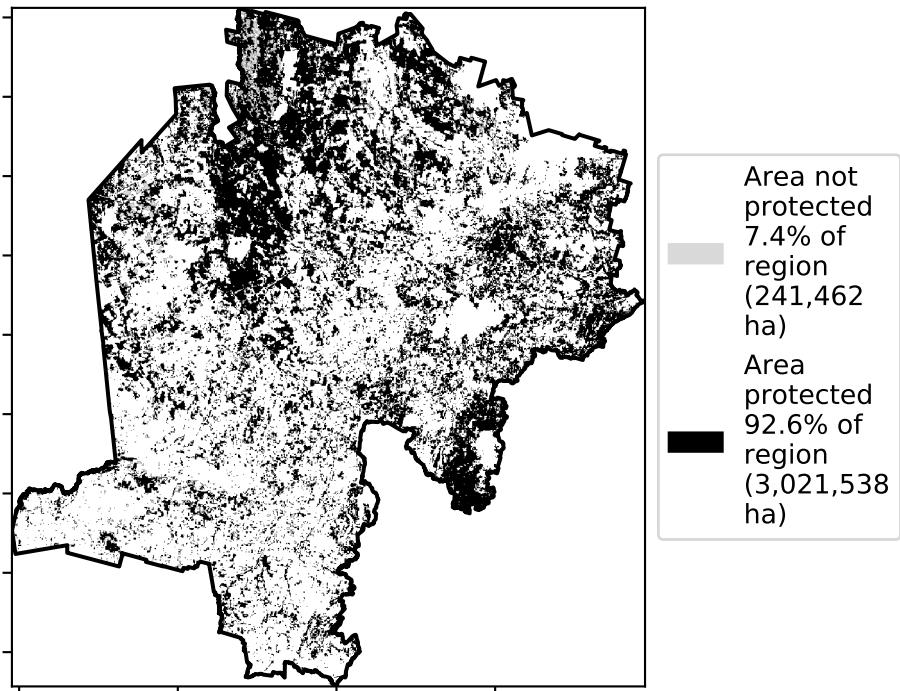 Area not
protected
7.4% of
region
(241,462
ha)
Area
protected
92.6% of
region
(3,021,538
ha)